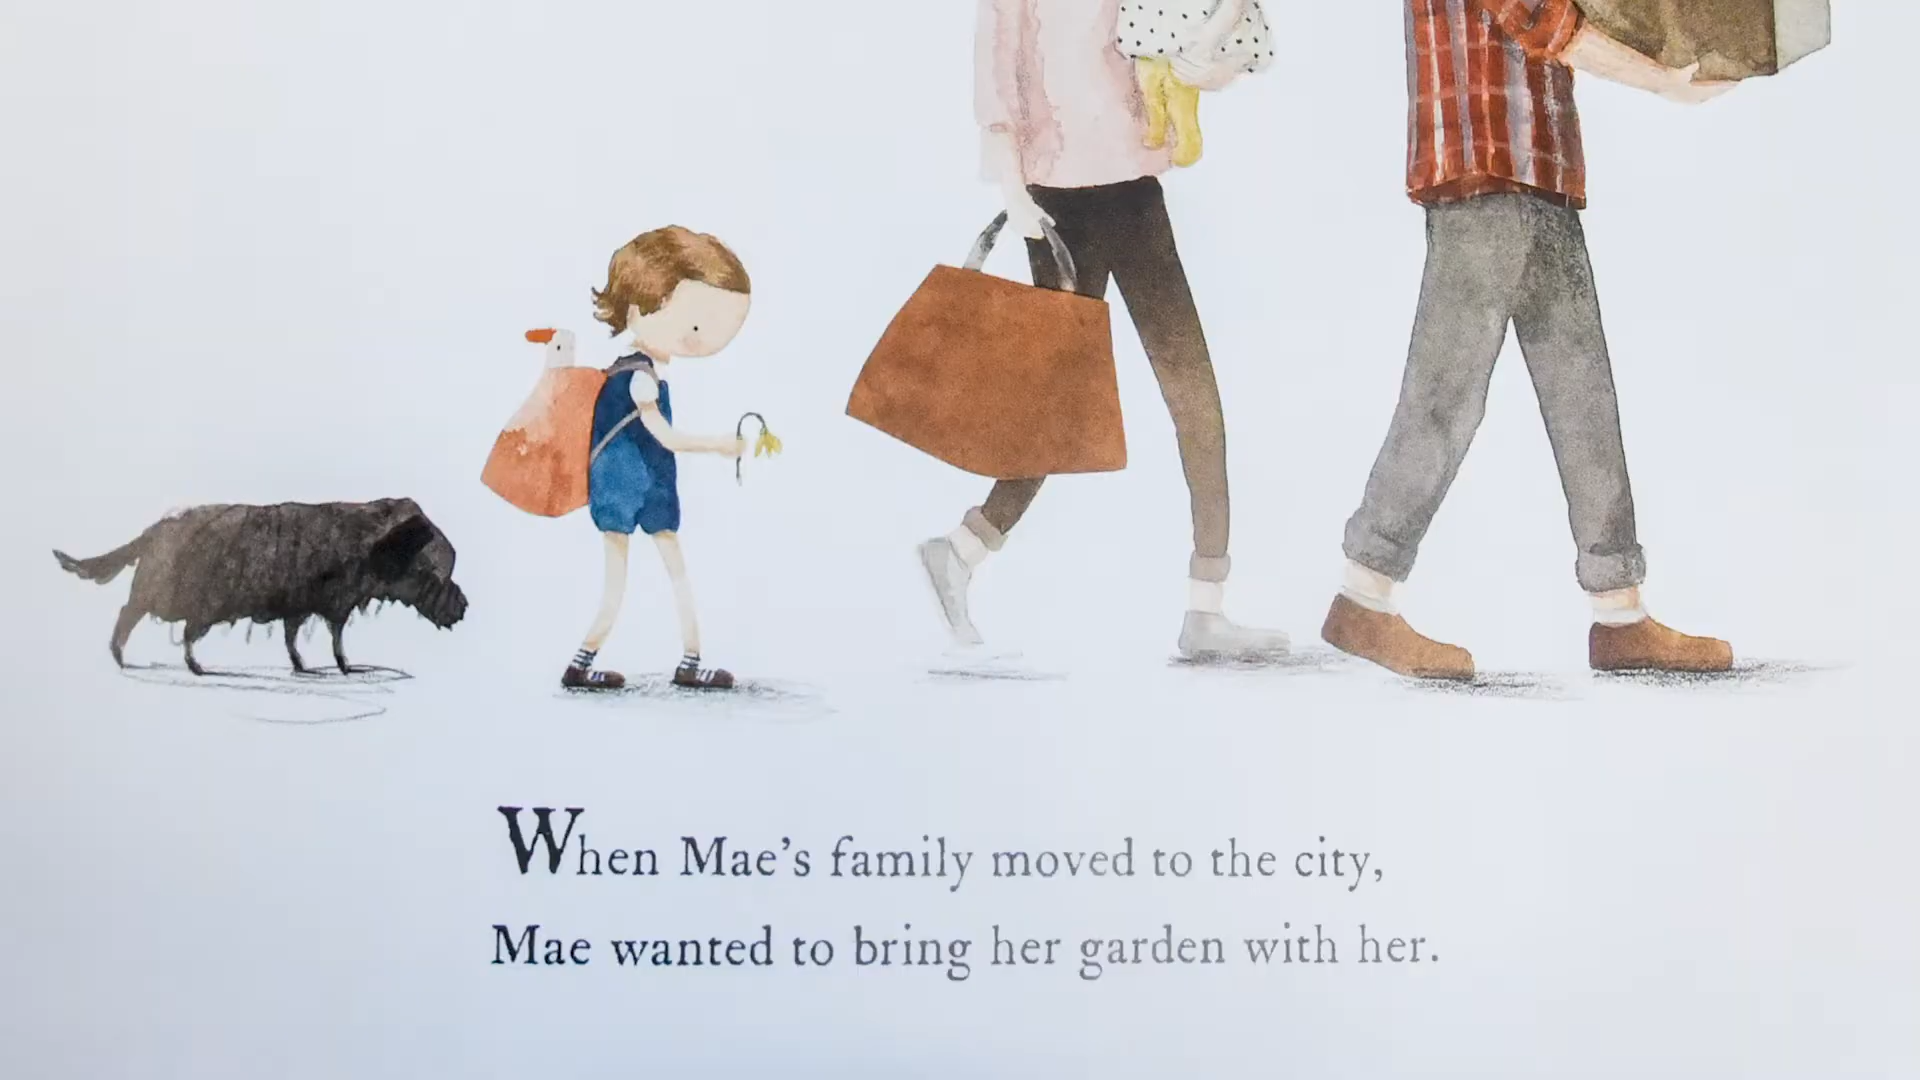 When Mae's family moved to the city,
Mae wanted to bring her garden with her.